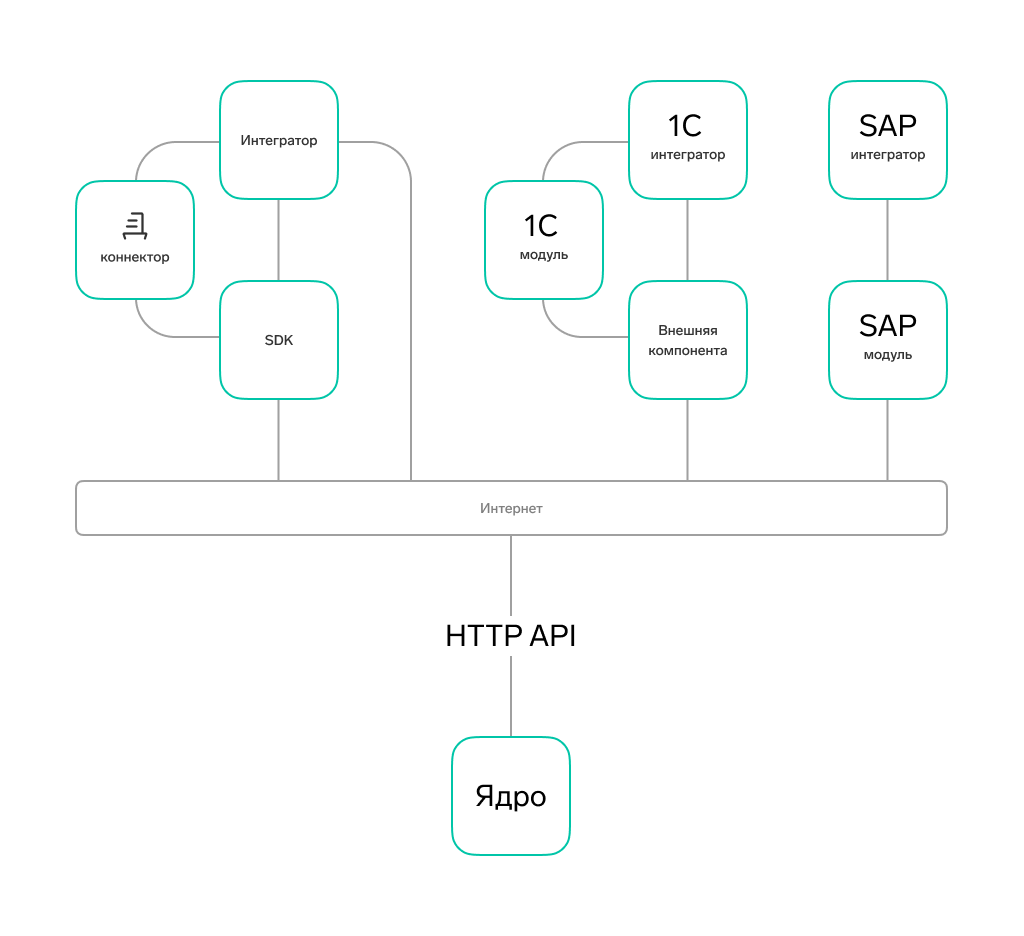 Интегратор
коннектор
SDK
1С
интегратор
1С
модуль
Внешняя
компонента
SAP
интегратор
SAP
модуль
Интернет
HTTP API
Ядро